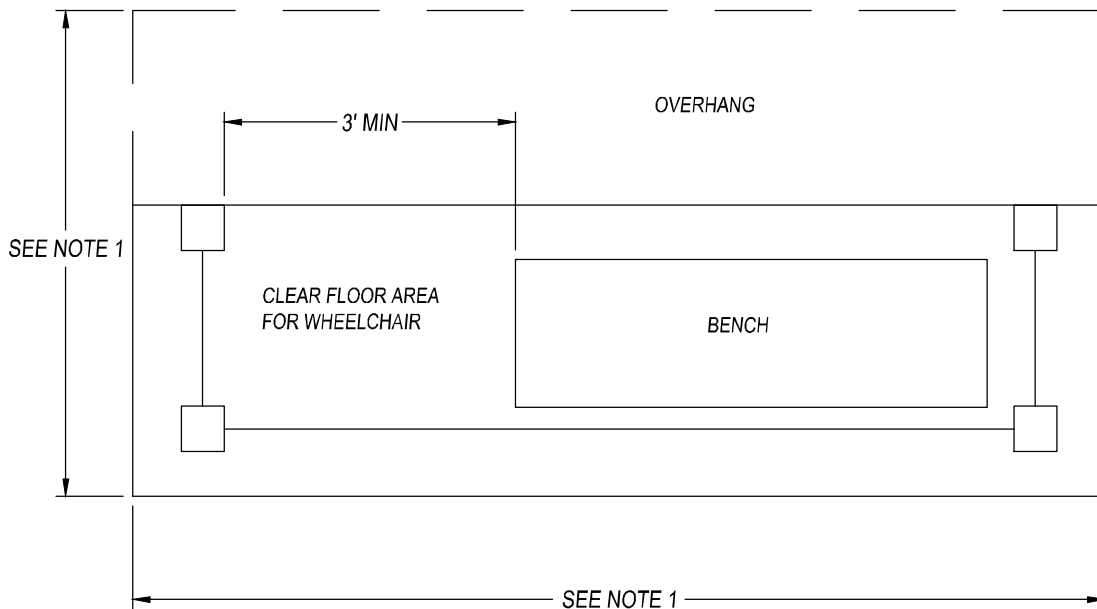 OVERHANG
3' MIN
SEE NOTE 1
CLEAR FLOOR AREA
FOR WHEELCHAIR
BENCH
SEE NOTE 1